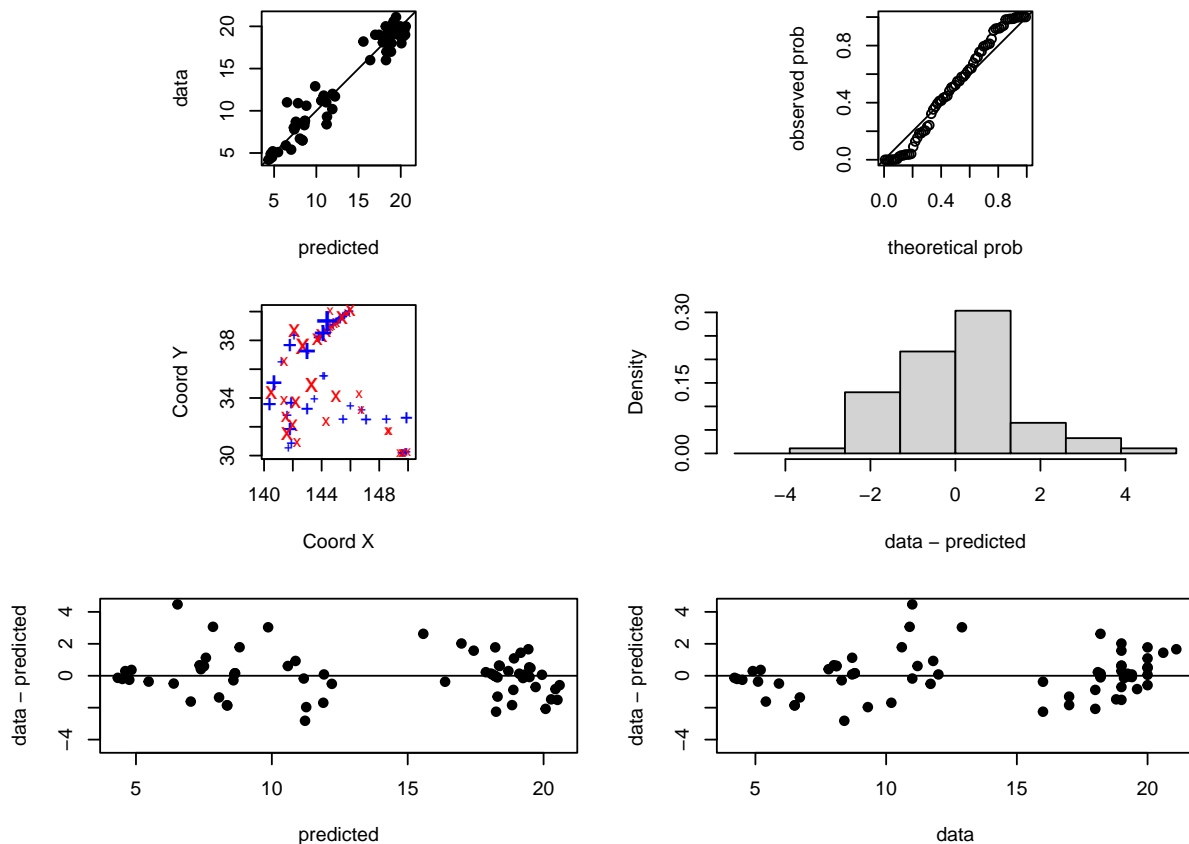 data
5 10 15 20
5 10 15 20
predicted
observed prob
0.0 0.4 0.8
0.0 0.4 0.8
theoretical prob
Coord Y
30 34 38
140 144 148
Coord X
Density
0.00 0.15 0.30
−4 −2 0 2 4
data − predicted
data − predicted
−4 0 2 4
5 10 15 20
predicted
data − predicted
−4 0 2 4
5 10 15 20
data